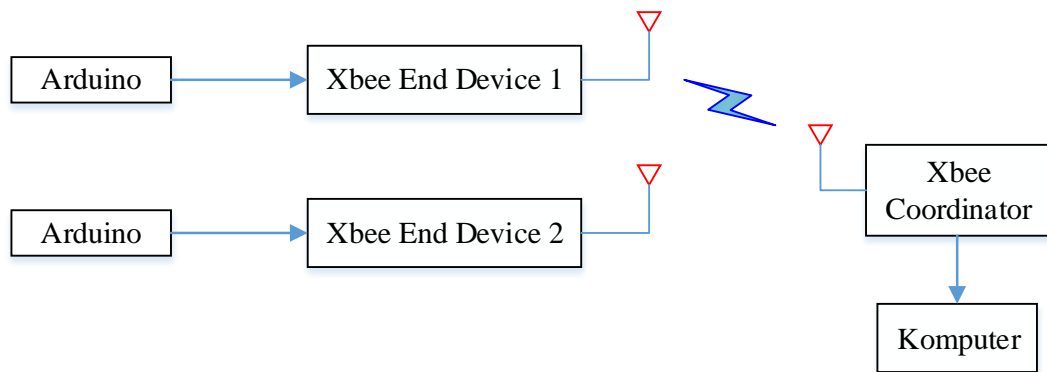 Arduino
Xbee End Device 1
Xbee
Coordinator
Arduino
Xbee End Device 2
Komputer